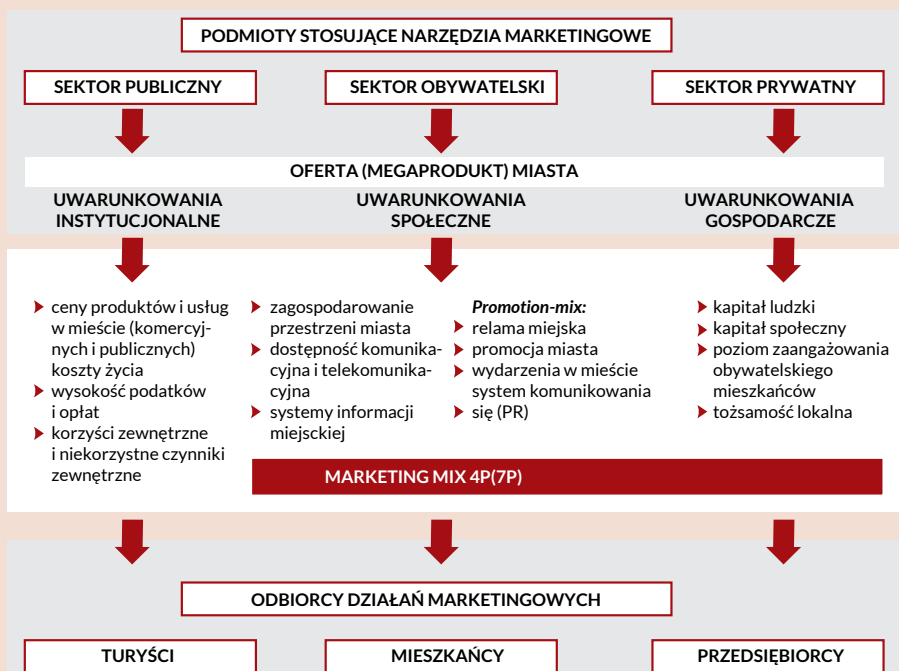 PODMIOTY STOSUJĄCE NARZĘDZIA MARKETINGOWE
SEKTOR PUBLICZNY
SEKTOR OBYWATELSKI
SEKTOR PRYWATNY
OFERTA (MEGAPRODUKT) MIASTA
UWARUNKOWANIA
INSTYTUCJONALNE
UWARUNKOWANIA
SPOŁECZNE
UWARUNKOWANIA
GOSPODARCZE
ceny produktów i usług
w mieście (komercyj-
nych i publicznych)
koszty życia
wysokość podatków
i opłat
korzyści zewnętrzne
i niekorzystne czynniki
zewnętrzne
zagospodarowanie
przestrzeni miasta
dostępność komunika-
cyjna i telekomunika-
cyjna
systemy informacji
miejsckiej
Promotion-mix:
relama miejska
promocja miasta
wydarzenia w mieście
system komunikowania
się (PR)
kapitał ludzki
kapitał społeczny
poziom zaangażowania
obywatelskiego
mieszkańców
tożsamość lokalna
MARKETING MIX 4P(7P)
ODBIORCY DZIAŁAŃ MARKETINGOWYCH
TURYŚCI
MIESZKAŃCY
PRZEDSIĘBIORCY